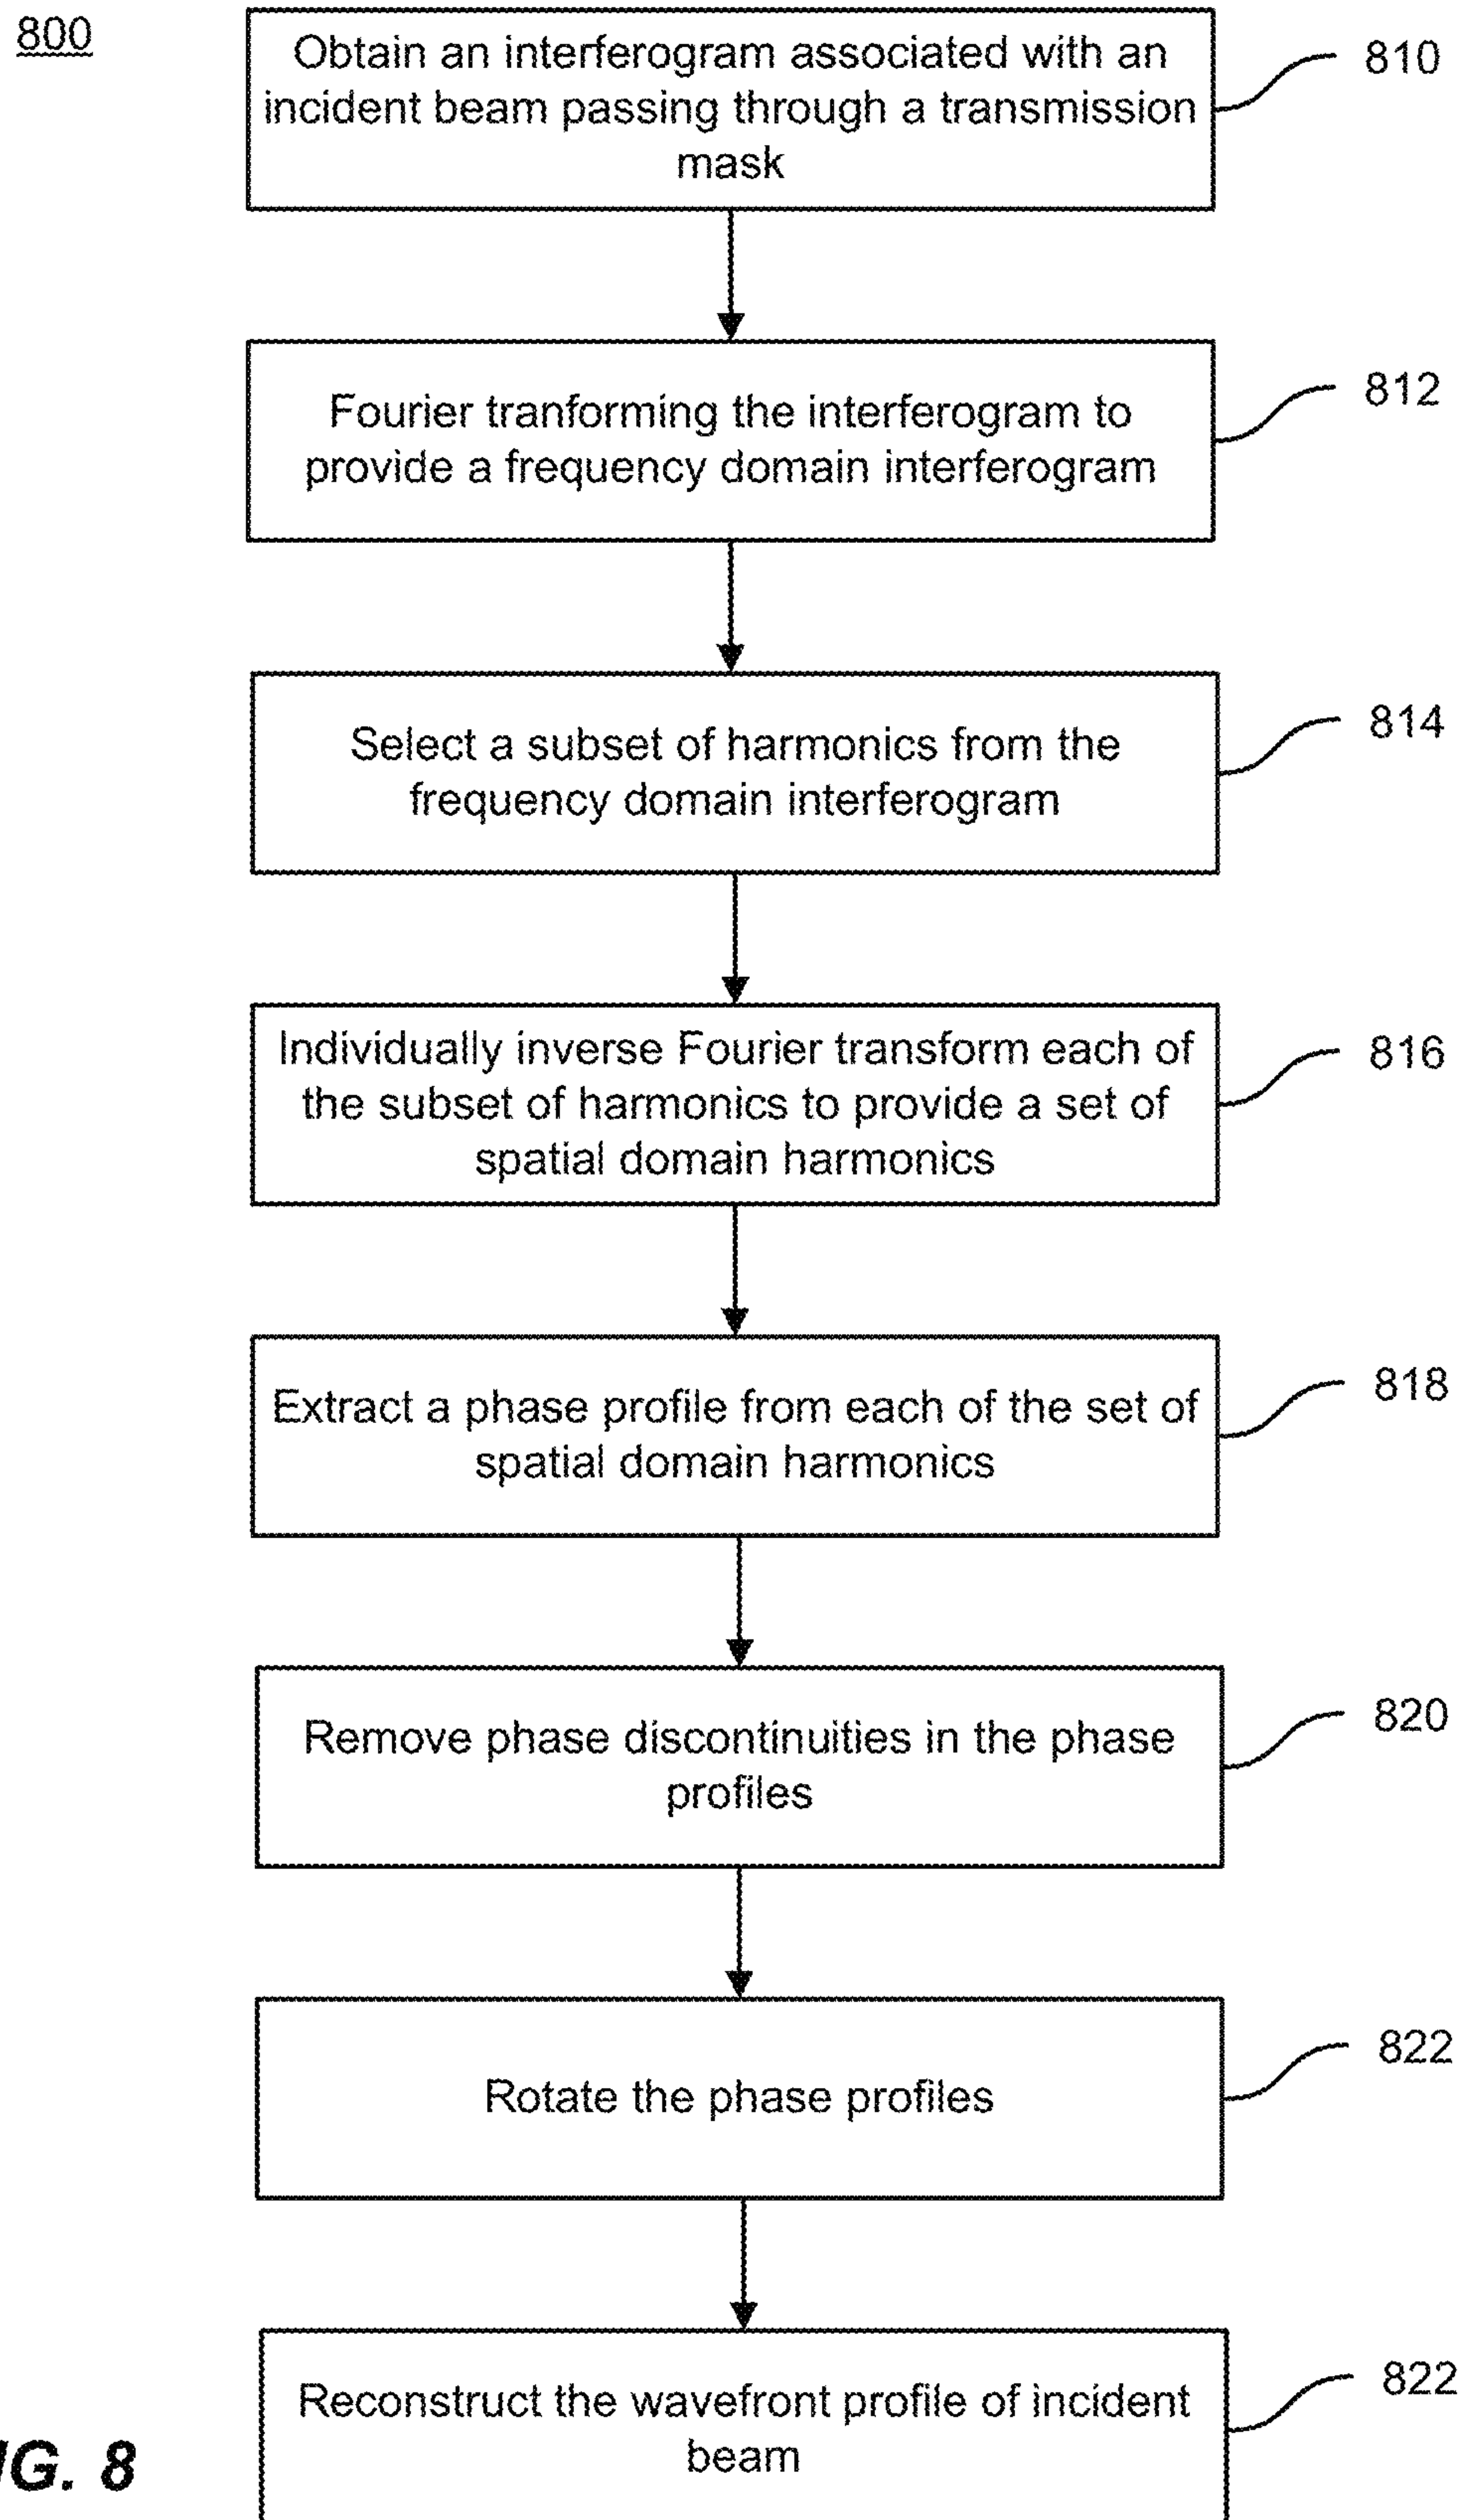 800
Obtain an interferogram associated with an
incident beam passing through a transmission
mask
810
Fourier tranforming the interferogram to
provide a frequency domain interferogram
812
Select a subset of harmonics from the
frequency domain interferogram
814
Individually inverse Fourier transform each of
the subset of harmonics to provide a set of
spatial domain harmonics
816
Extract a phase profile from each of the set of
spatial domain harmonics
818
Remove phase discontinuities in the phase
profiles
820
Rotate the phase profiles
822
Reconstruct the wavefront profile of incident
beam
822
IG. 8